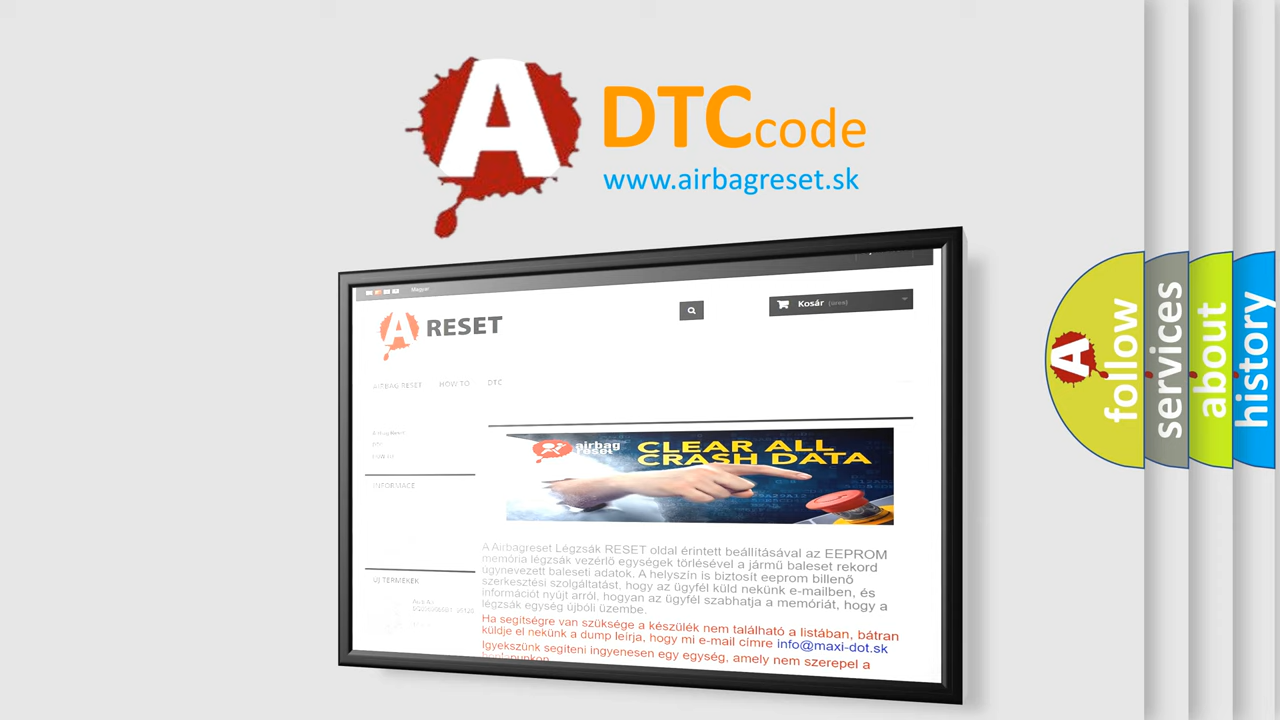 A DTC code
www.airbagreset.sk
Magyar
Kosár (üres)
A RESET
AIRBAG RESET HOW TO DTC
INFORMACE
ÚJ TERMÉKEK
airbag
reset
CLEAR ALL
CRASH DATA
A Airbagreset Légzsák RESET oldal érintett beállításával az EEPROM
memória légzsák vezérlő egységek törlésével a jármű baleset rekord
úgynevezett baleseti adatok. A helyszín is biztosít eeprom billenő
szerkesztési szolgáltatást, hogy az ügyfél küld nekünk e-mailben, és
információt nyújt arról, hogyan az ügyfél szabhatja a memóriát, hogy a
légzsák egység újbóli üzembe.
Ha segítségre van szüksége a készülék nem található a listában, bátran
küldje el nekünk a dump leírja, hogy mi e-mail címre info@maxi-dot.sk
Igyekszünk segíteni ingyenesen egy egység, amely nem szerepel a
A
follow
services
about
history